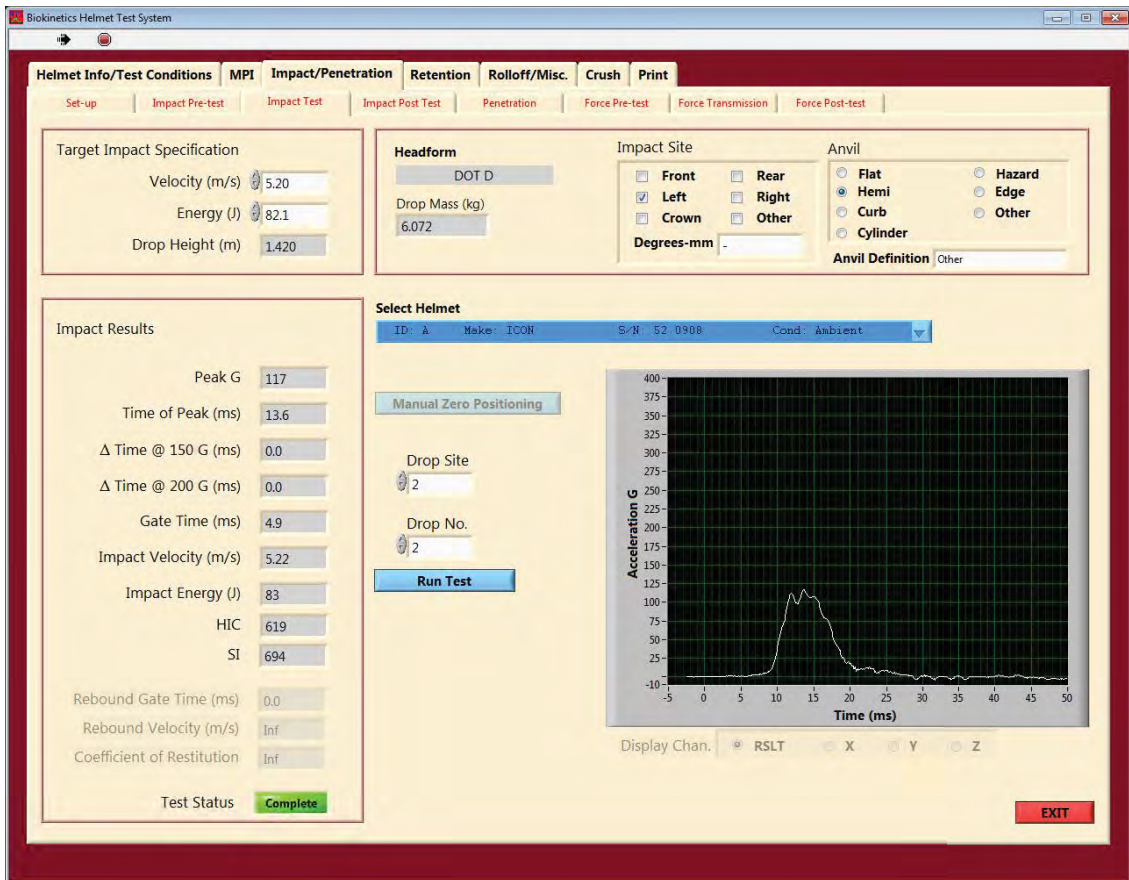 Biokinetics Helmet Test System
Helmet Info/Test Conditions MPI Impact/Penetration Retention Rolloff/Misc. Crush Print
Set-up Impact Pre-test Impact Test Impact Post Test Penetration Force Pre-test Force Transmission Force Post-test
Target Impact Specification
Velocity (m/s) 5.20
Energy (J) 82.1
Drop Height (m) 1.420
Headform
DOT D
Drop Mass (kg)
6.072
Impact Site
Front Rear
Left Right
Crown Other
Degrees-mm -
Anvil
Flat Hazard
Hemi Edge
Curb Other
Cylinder
Anvil Definition Other
Impact Results
Peak G 117
Time of Peak (ms) 13.6
Δ Time @ 150 G (ms) 0.0
Δ Time @ 200 G (ms) 0.0
Gate Time (ms) 4.9
Impact Velocity (m/s) 5.22
Impact Energy (J) 83
HIC 619
SI 694
Rebound Gate Time (ms) 0.0
Rebound Velocity (m/s) Inf
Coefficient of Restitution Inf
Test Status Complete
Select Helmet
ID: A Make: ICON S/N: 52 0908 Cond: Ambient
Manual Zero Positioning
Drop Site
2
Drop No.
2
Run Test
Acceleration G
400
375
350
325
300
275
250
225
200
175
150
125
100
75
50
25
-10
-5 0 5 10 15 20 25 30 35 40 45 50
Time (ms)
Display Chan. RSLT X Y Z
EXIT